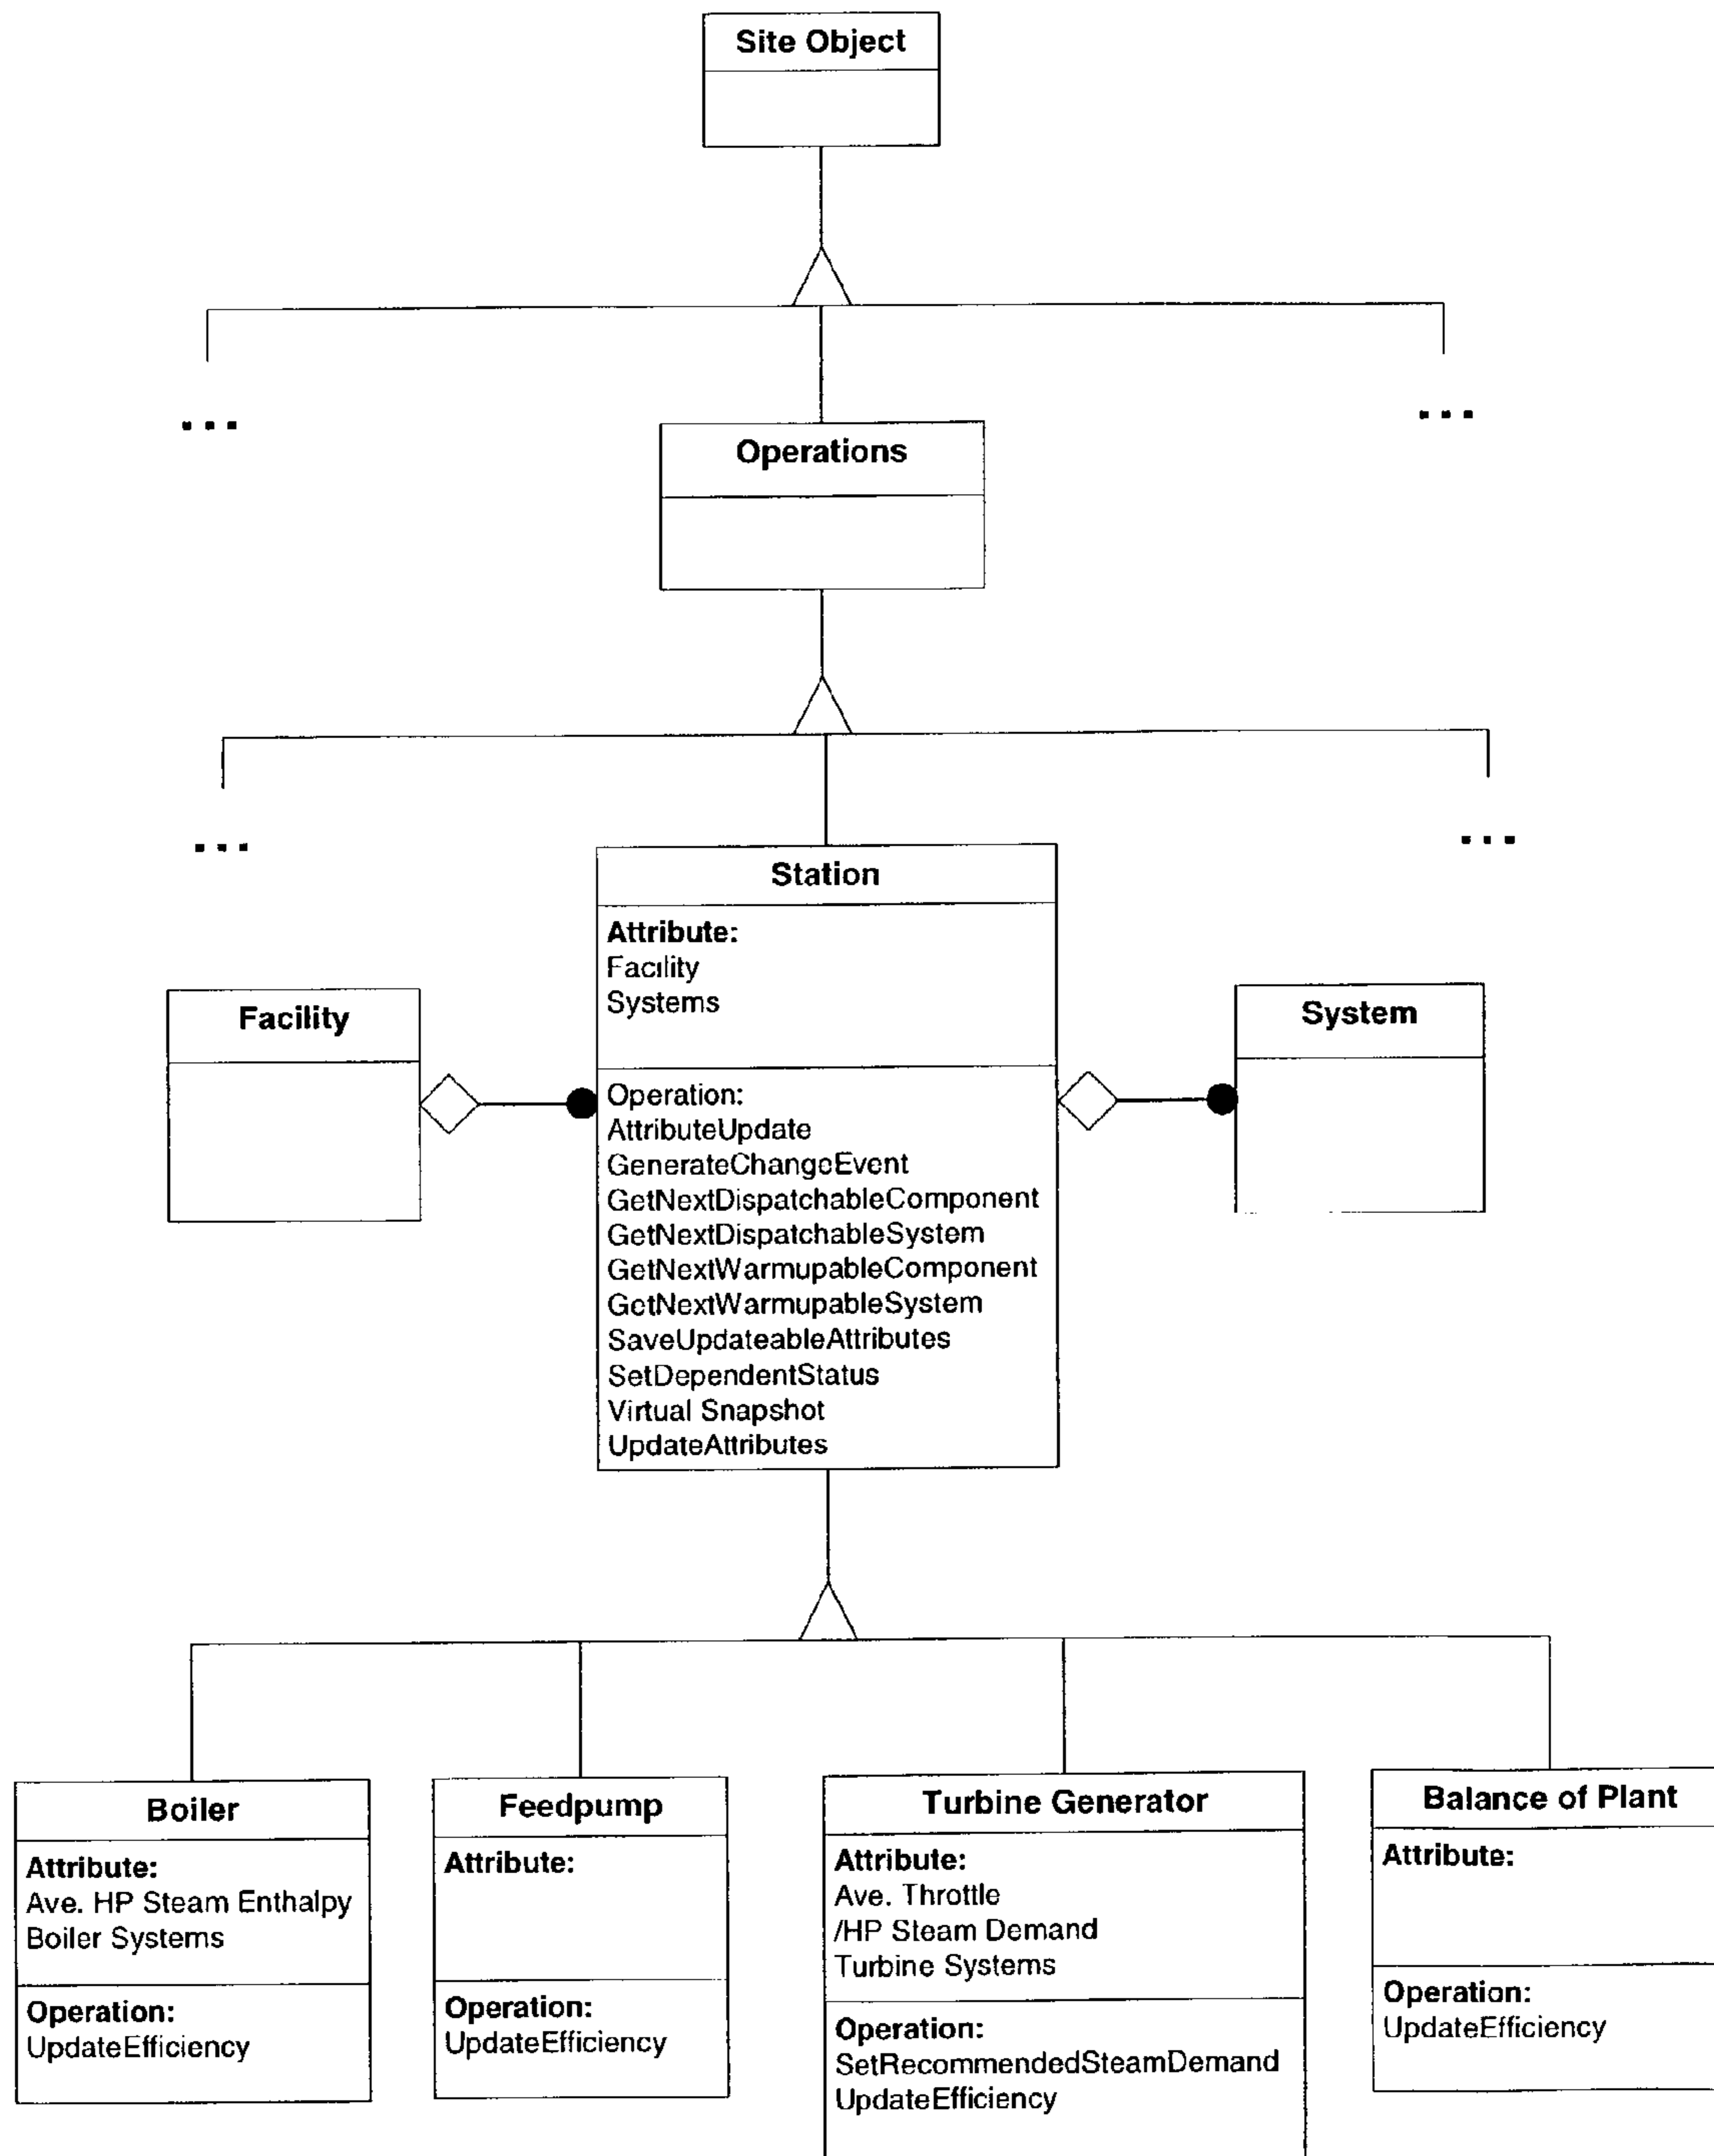 Site Object
...
...
Operations
...
...
Station
Attribute:
Facility
Systems
Operation:
AttributeUpdate
GenerateChangeEvent
GetNextDispatchableComponent
GetNextDispatchableSystem
GetNextWarmupableComponent
GetNextWarmupableSystem
SaveUpdateableAttributes
SetDependentStatus
Virtual Snapshot
UpdateAttributes
Facility
System
Boiler
Attribute:
Ave. HP Steam Enthalpy
Boiler Systems
Operation:
UpdateEfficiency
Feedpump
Attribute:
Operation:
UpdateEfficiency
Turbine Generator
Attribute:
Ave. Throttle
/HP Steam Demand
Turbine Systems
Operation:
SetRecommendedSteamDemand
UpdateEfficiency
Balance of Plant
Attribute:
Operation:
UpdateEfficiency